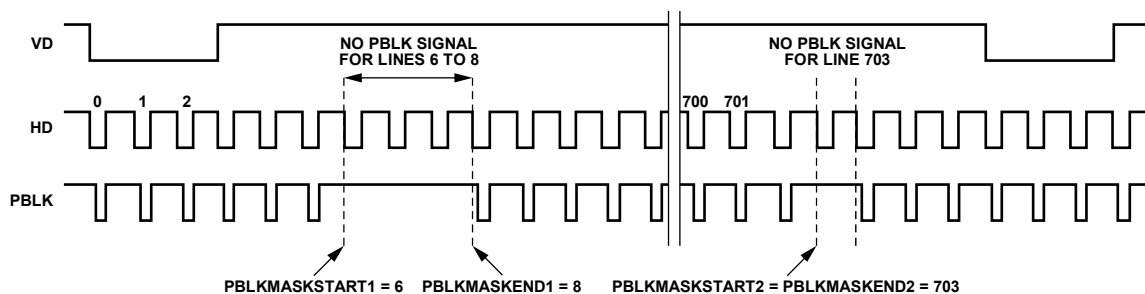 VD
NO PBLK SIGNAL
FOR LINES 6 TO 8
NO PBLK SIGNAL
FOR LINE 703
HD
0 1 2 700 701
PBLK
PBLKMASKSTART1 = 6 PBLKMASKEND1 = 8 PBLKMASKSTART2 = PBLKMASKEND2 = 703